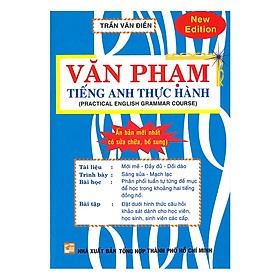 TRẦN VĂN ĐIỀN
New
Edition
VĂN PHẠM
TIẾNG ANH THỰC HÀNH
(PRACTICAL ENGLISH GRAMMAR COURSE)
(Ấn bản mới nhất
có sửa chữa, bổ sung)
Tài liệu : Mới mẻ - Đầy đủ - Dồi dào
Trình bày : Sáng sủa - Mạch lạc
Bài học : Phân phối tuần tự từng đề mục
để học trong khoảng hai tiếng
đồng hồ.
Bài tập : Đặt dưới hình thức câu hỏi
khảo sát dành cho học viên,
học sinh, sinh viên các cấp.
NHÀ XUẤT BẢN TỔNG HỢP THÀNH PHỐ HỒ CHÍ MINH